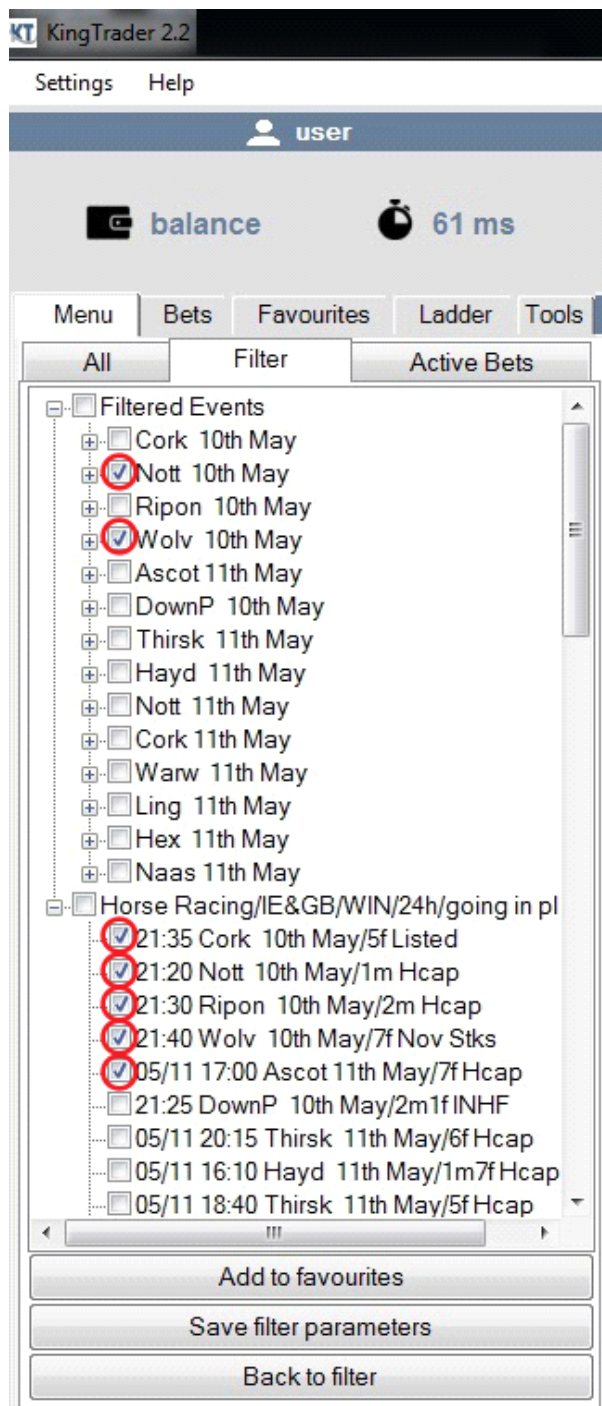 KT KingTrader 2.2
Settings Help
user
balance 61 ms
Menu Bets Favourites Ladder Tools
All Filter Active Bets
Filtered Events
Cork 10th May
Nott 10th May
Ripon 10th May
Wolv 10th May
Ascot 11th May
DownP 10th May
Thirsk 11th May
Hayd 11th May
Nott 11th May
Cork 11th May
Warw 11th May
Ling 11th May
Hex 11th May
Naas 11th May
Horse Racing/IE&GB/WIN/24h/going in pl
21:35 Cork 10th May/5f Listed
21:20 Nott 10th May/1m Hcap
21:30 Ripon 10th May/2m Hcap
21:40 Wolv 10th May/7f Nov Stks
05/11 17:00 Ascot 11th May/7f Hcap
21:25 DownP 10th May/2m1f INHF
05/11 20:15 Thirsk 11th May/6f Hcap
05/11 16:10 Hayd 11th May/1m7f Hcap
05/11 18:40 Thirsk 11th May/5f Hcap
Add to favourites
Save filter parameters
Back to filter